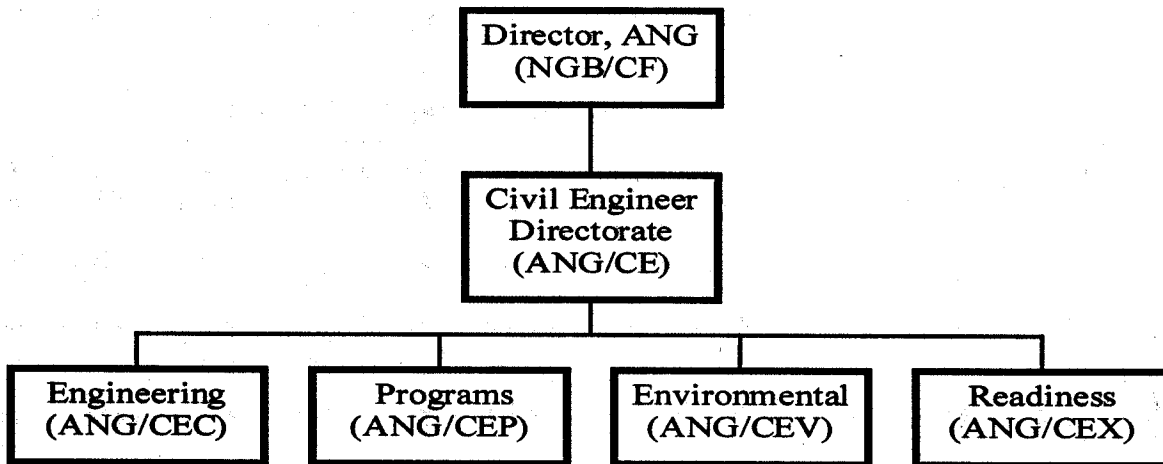 Director, ANG
(NGB/CF)
Civil Engineer
Directorate
(ANG/CE)
Engineering
(ANG/CEC)
Programs
(ANG/CEP)
Environmental
(ANG/CEV)
Readiness
(ANG/CEX)